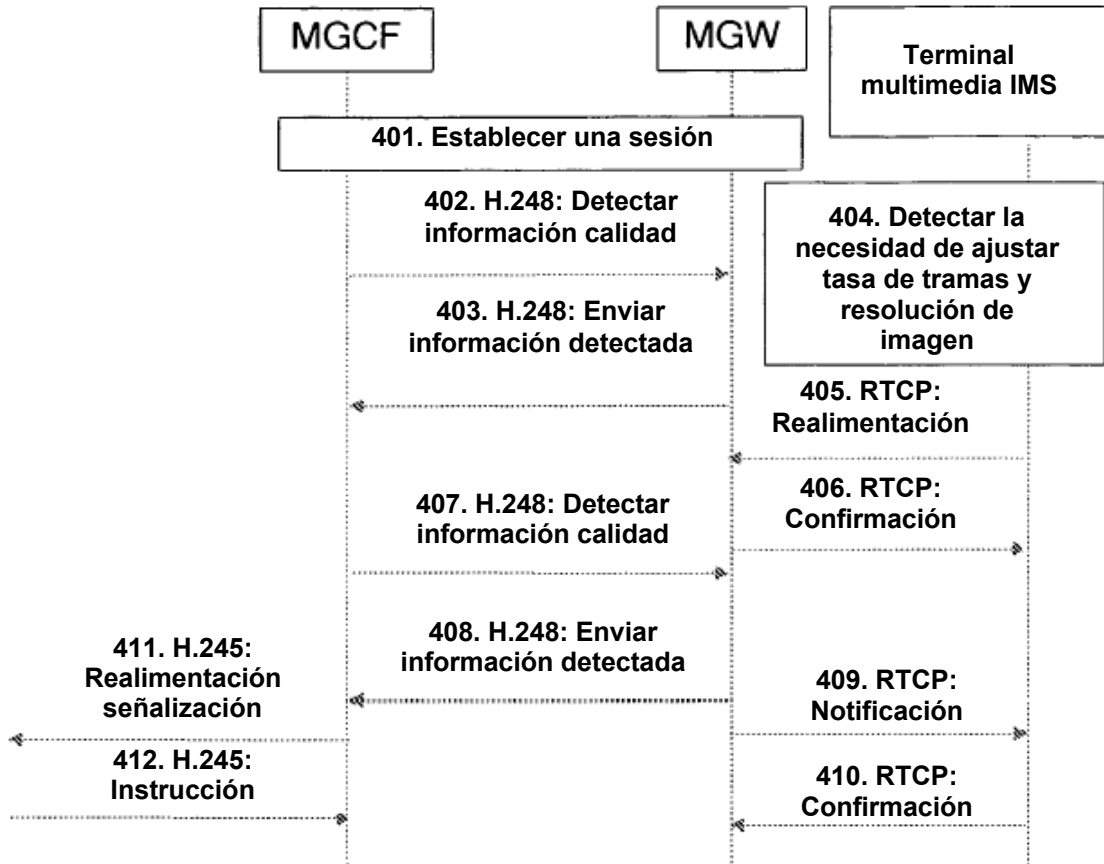 MGCF
MGW
Terminal
multimedia IMS
401. Establecer una sesión
402. H.248: Detectar
información calidad
404. Detectar la
necesidad de ajustar
tasa de tramas y
resolución de
imagen
403. H.248: Enviar
información detectada
405. RTCP:
Realimentación
406. RTCP:
Confirmación
407. H.248: Detectar
información calidad
408. H.248: Enviar
información detectada
411. H.245:
Realimentación
señalización
409. RTCP:
Notificación
412. H.245:
Instrucción
410. RTCP:
Confirmación